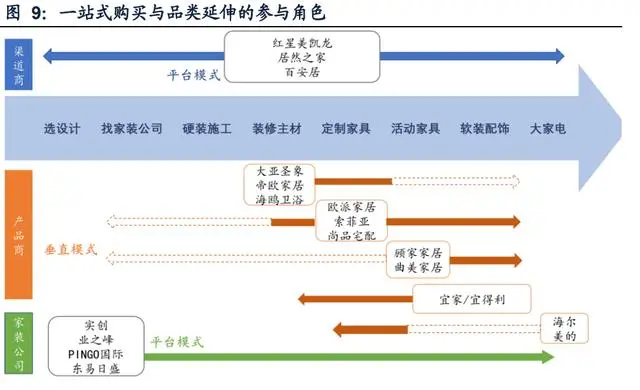 图 9：一站式购买与品类延伸的参与角色
渠道商
红星美凯龙
居然之家
百安居
平台模式
选设计 找家装公司 硬装施工 装修主材 定制家具 活动家具 软装配饰 大家电
产品商
大亚圣象
帝欧家居
海鸥卫浴
欧派家居
索菲亚
尚品宅配
垂直模式
顾家家居
曲美家居
宜家/宜得利
海尔
美的
家装公司
实创
业之峰
PINGO国际
东易日盛
平台模式